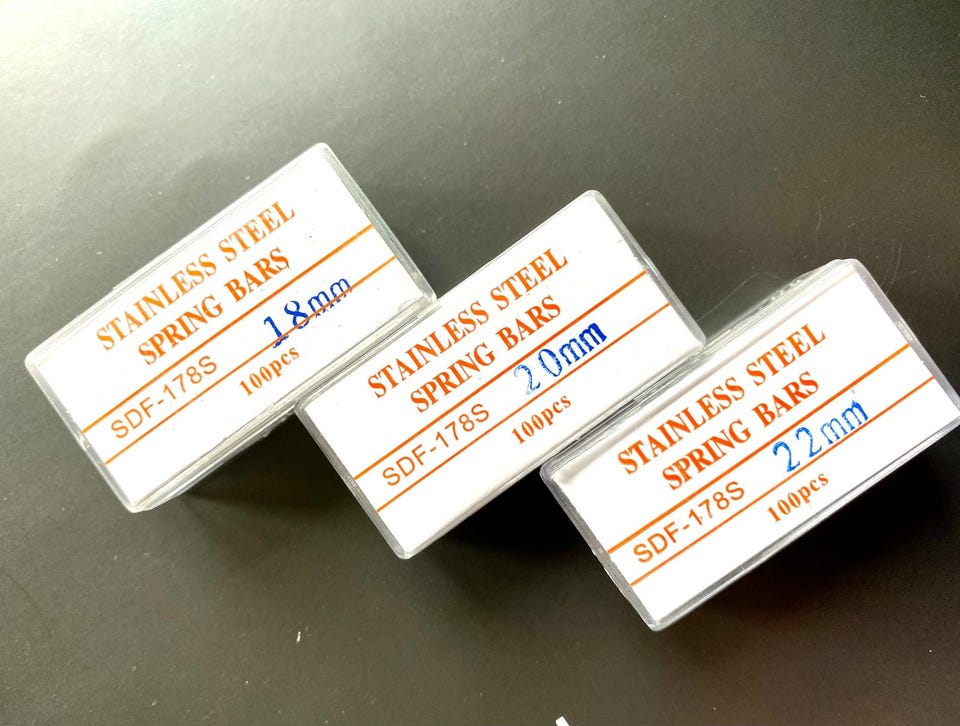 STAINLESS STEEL
SPRING BARS
SDF-178S 18mm
100pcs
STAINLESS STEEL
SPRING BARS
SDF-178S 20mm
100pcs
STAINLESS STEEL
SPRING BARS
SDF-178S 22mm
100pcs